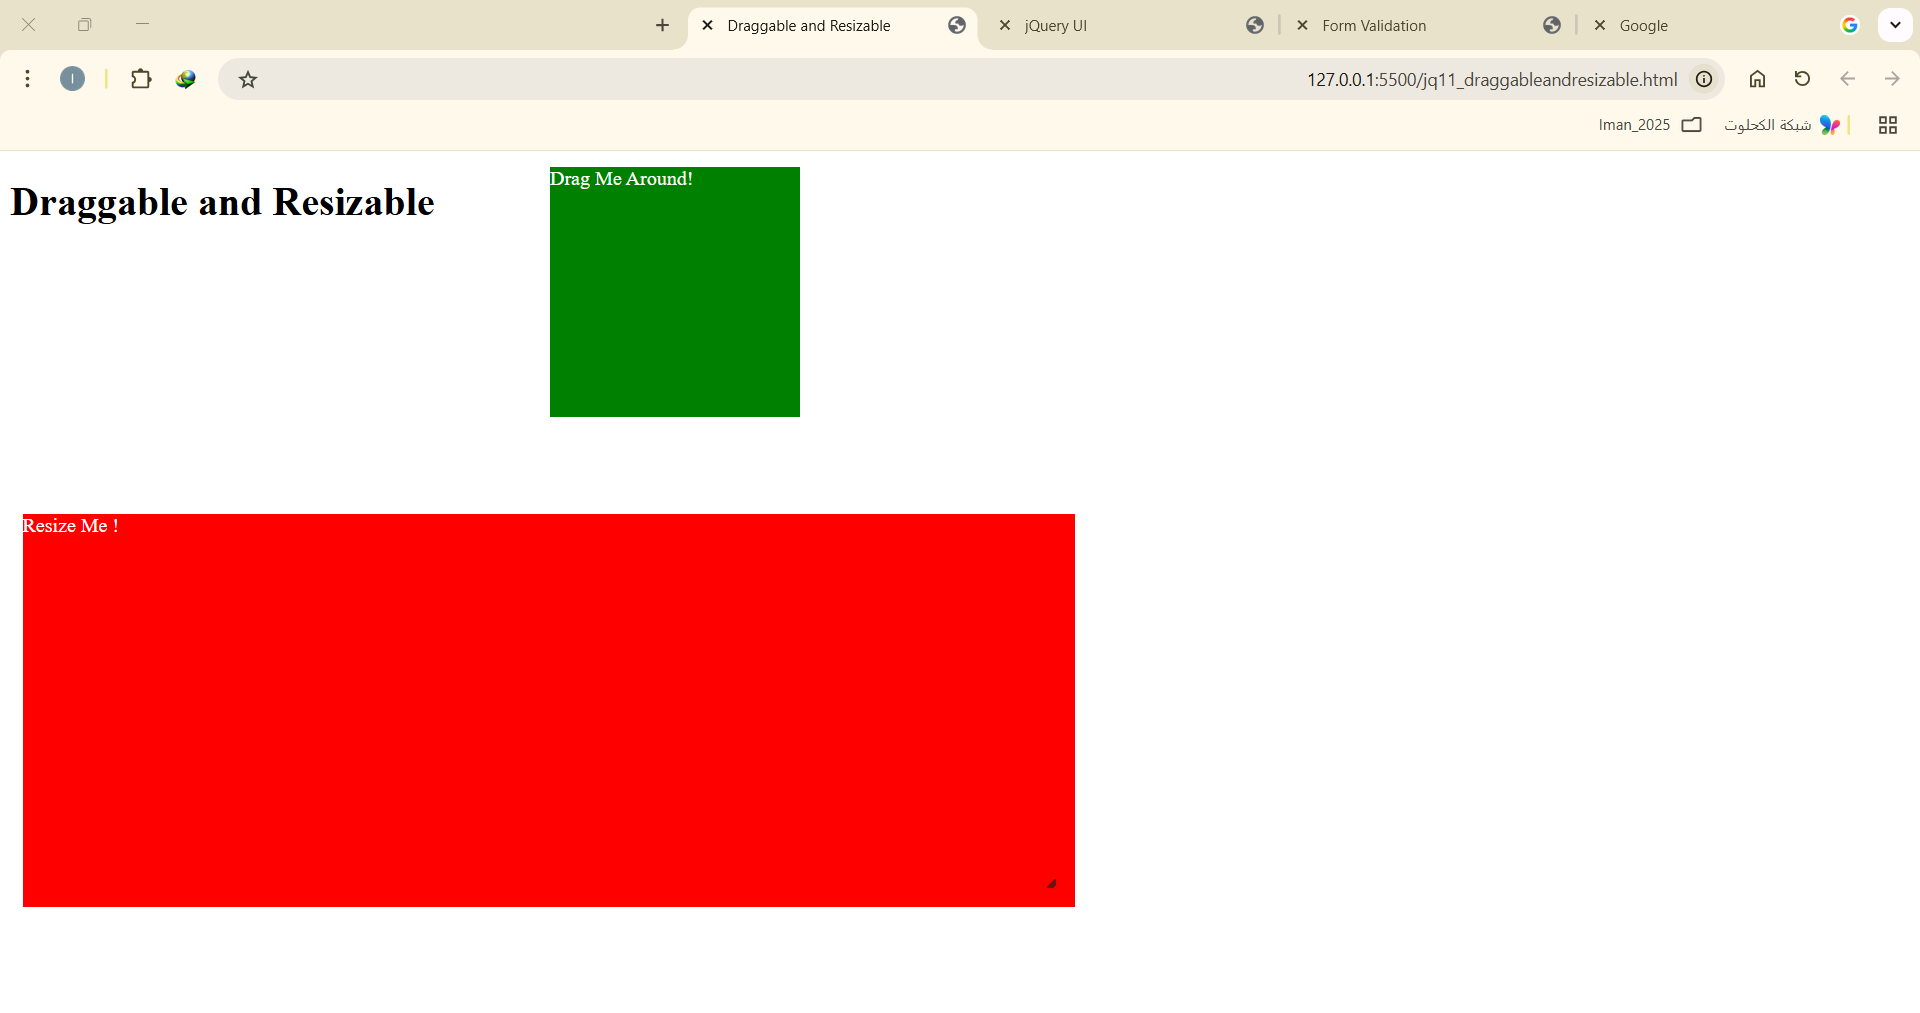 Draggable and Resizable
jQuery UI
Form Validation
Google
I
127.0.0.1:5500/jq11_draggableandresizable.html
Iman_2025
شبكة الكحلوت
Drag Me Around!
Draggable and Resizable
Resize Me !